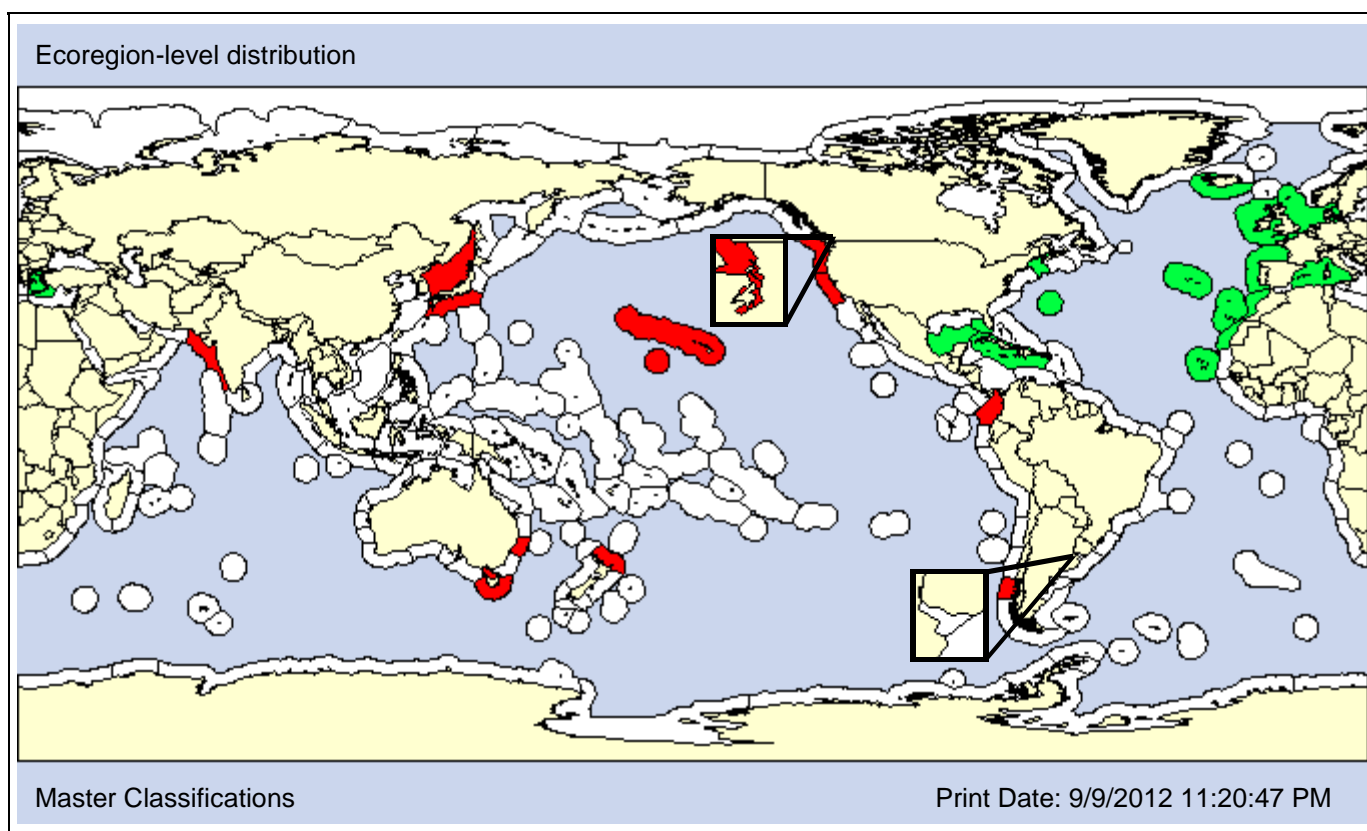 Ecoregion-level distribution
Master Classifications
Print Date: 9/9/2012 11:20:47 PM